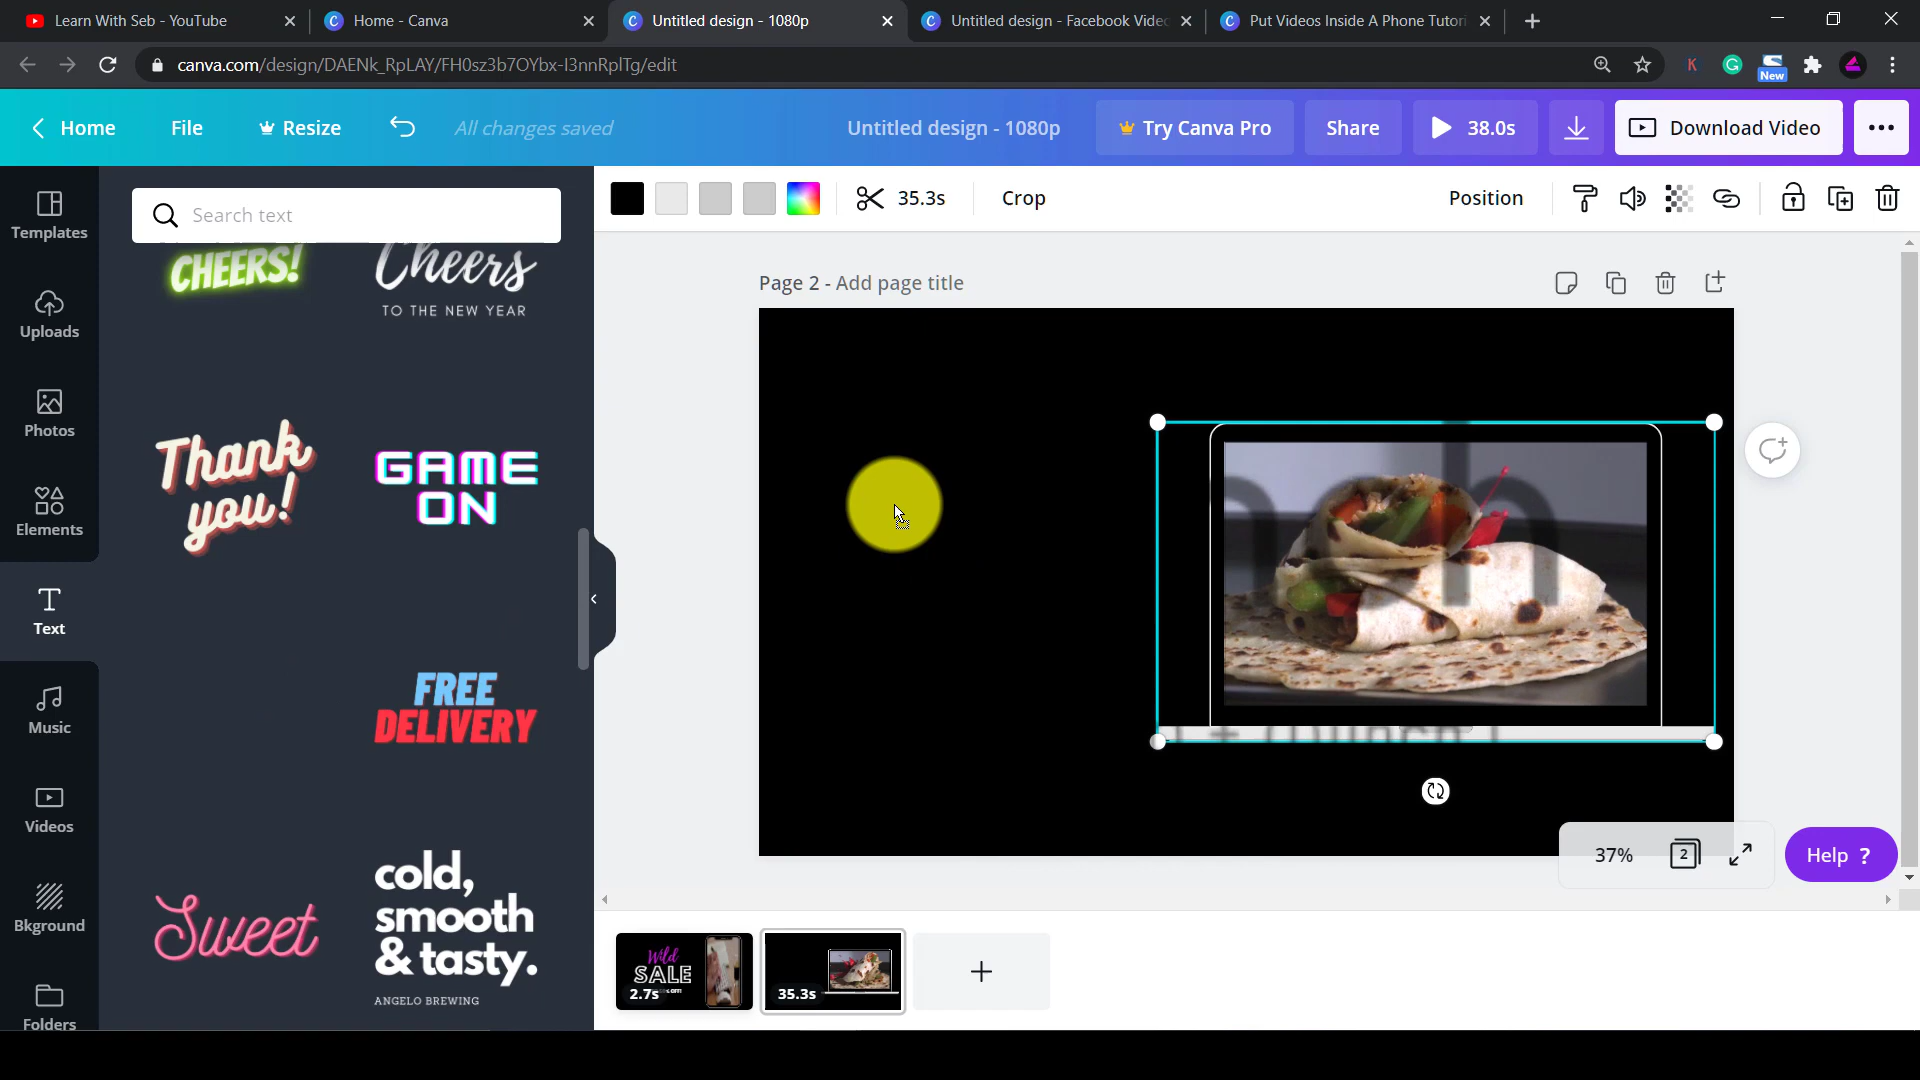 Learn With Seb - YouTube
Home - Canva
Untitled design - 1080p
Untitled design - Facebook Videc
Put Videos Inside A Phone Tutori
canva.com/design/DAENk_RpLAY/FH0sz3b7OYbx-I3nnRplTg/edit
New
Home
File
Resize
All changes saved
Untitled design - 1080p
Try Canva Pro
Share
38.0s
Download Video
Templates
Uploads
Photos
Elements
Text
Music
Videos
Bkground
Folders
Search text
35.3s
Crop
Position
CHEERS!
Cheers
TO THE NEW YEAR
Thank
you!
GAME
ON
FREE
DELIVERY
Sweet
cold,
smooth
& tasty.
ANGELO BREWING
Page 2 - Add page title
37%
2
Help ?
Wild
SALE
2.7s
35.3s